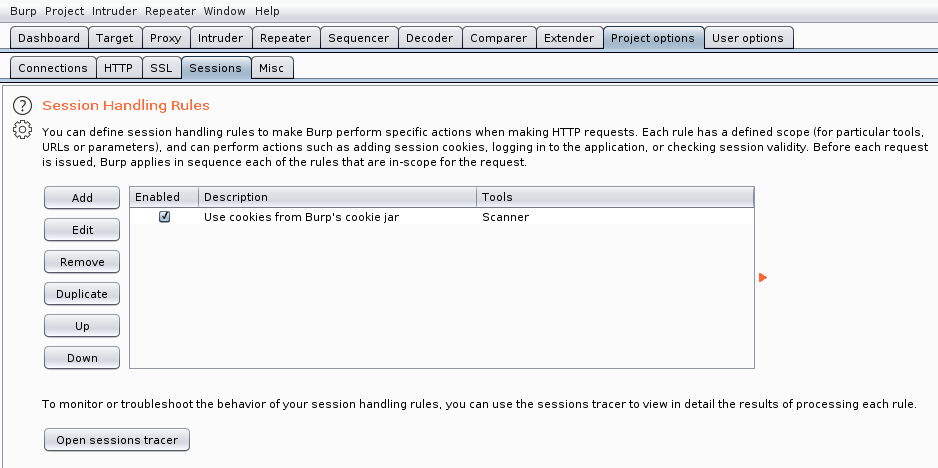 Burp Project Intruder Repeater Window Help
Dashboard Target Proxy Intruder Repeater Sequencer Decoder Comparer Extender Project options User options
Connections HTTP SSL Sessions Misc
? Session Handling Rules
You can define session handling rules to make Burp perform specific actions when making HTTP requests. Each rule has a defined scope (for particular tools,
URLs or parameters), and can perform actions such as adding session cookies, logging in to the application, or checking session validity. Before each request
is issued, Burp applies in sequence each of the rules that are in-scope for the request.
Add Enabled Description Tools
Use cookies from Burp's cookie jar Scanner
Edit
Remove
Duplicate
Up
Down
To monitor or troubleshoot the behavior of your session handling rules, you can use the sessions tracer to view in detail the results of processing each rule.
Open sessions tracer